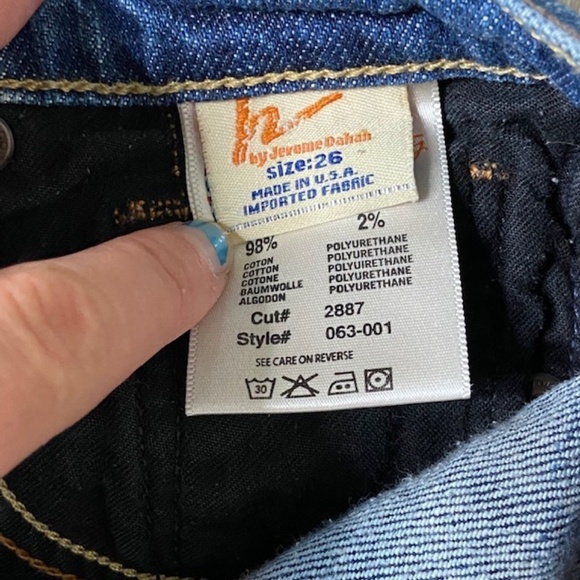 h
by Jerome Dahan
Size: 26
MADE IN U.S.A.
IMPORTED FABRIC
98% 2%
COTON POLYURETHANE
COTTON POLYURETHANE
COTONE POLYUIRETHANE
BAUMWOLLE POLYURETHANE
ALGODON POLYURETHANE
Cut# 2887
Style# 063-001
SEE CARE ON REVERSE
30